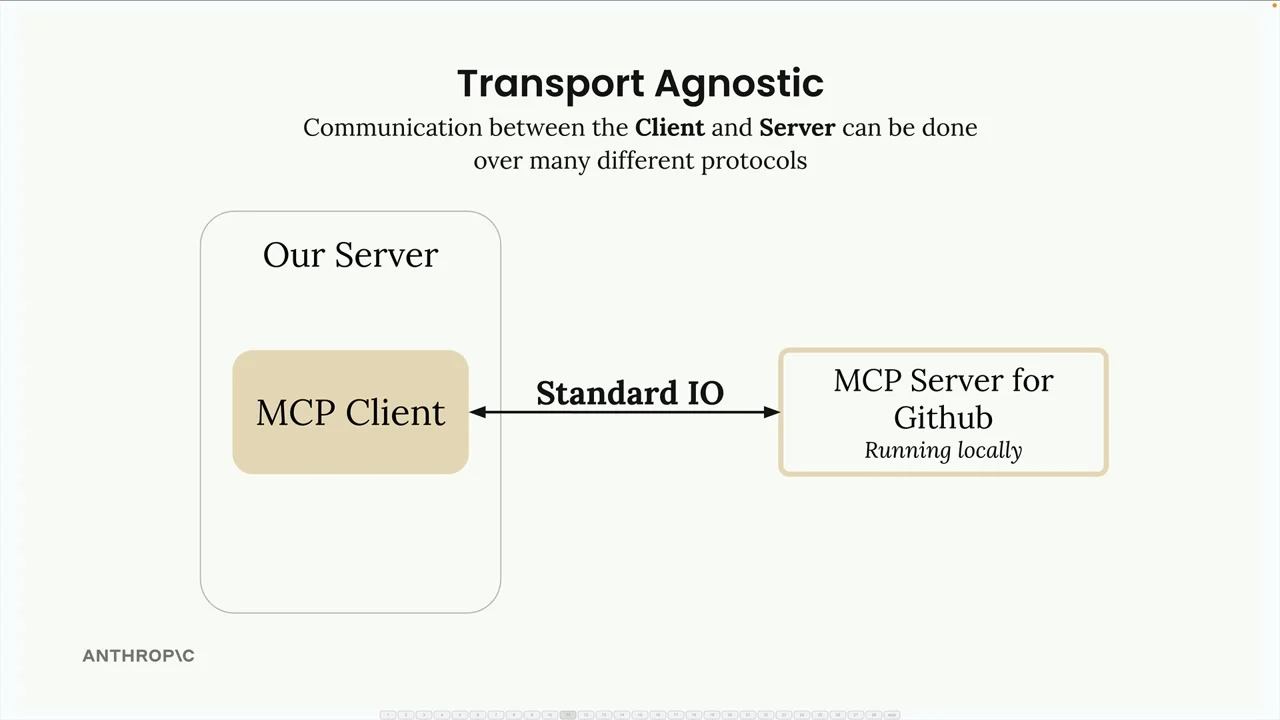 Transport Agnostic
Communication between the Client and Server can be done
over many different protocols
Our Server
MCP Client
Standard IO
MCP Server for
Github
Running locally
ANTHROP\C